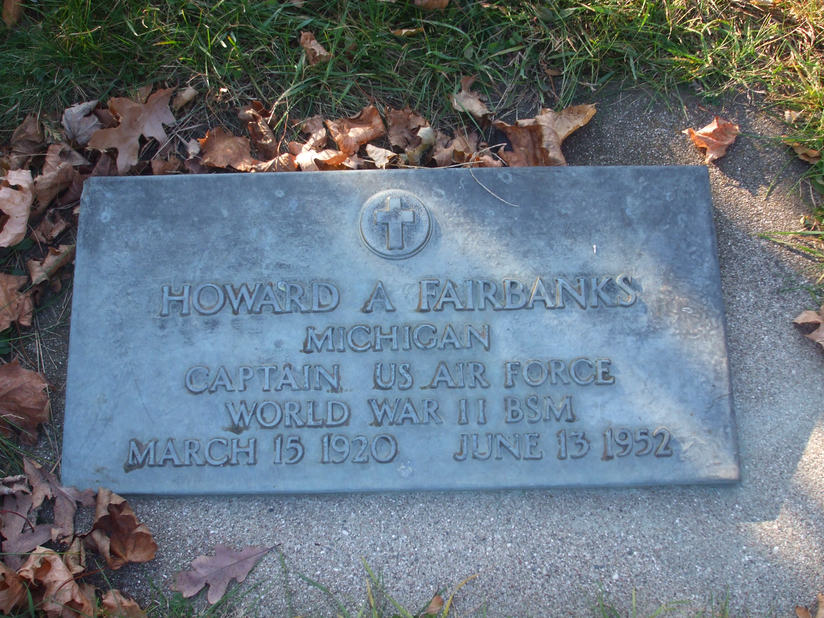 HOWARD A FAIRBANKS
MICHIGAN
CAPTAIN US AIR FORCE
WORLD WAR II BSM
MARCH 15 1920 JUNE 13 1952